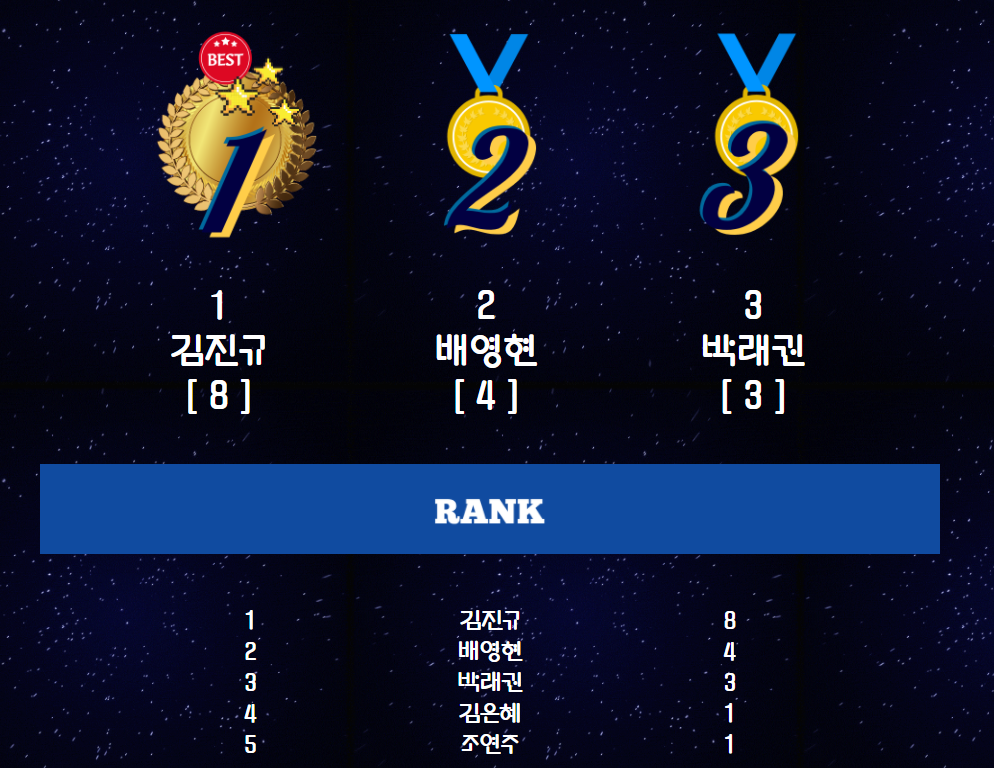 BEST
1 2 3
1 2 3
김진규 배영현 박래권
[ 8 ] [ 4 ] [ 3 ]
RANK
1 김진규 8
2 배영현 4
3 박래권 3
4 김은혜 1
5 조연주 1